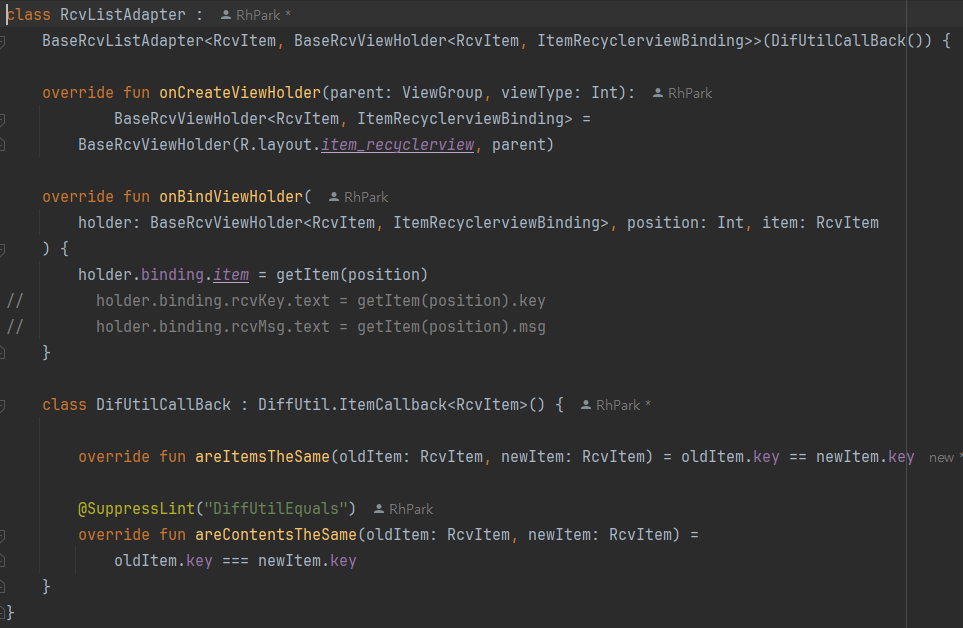 class RcvListAdapter : RhPark *
BaseRcvListAdapter<RcvItem, BaseRcvViewHolder<RcvItem, ItemRecyclerviewBinding>>(DifUtilCallBack()) {
override fun onCreateViewHolder(parent: ViewGroup, viewType: Int): RhPark
BaseRcvViewHolder<RcvItem, ItemRecyclerviewBinding> =
BaseRcvViewHolder(R.layout.item_recyclerview, parent)
override fun onBindViewHolder( RhPark
holder: BaseRcvViewHolder<RcvItem, ItemRecyclerviewBinding>, position: Int, item: RcvItem
) {
holder.binding.item = getItem(position)
// holder.binding.rcvKey.text = getItem(position).key
// holder.binding.rcvMsg.text = getItem(position).msg
}
class DifUtilCallBack : DiffUtil.ItemCallback<RcvItem>() { RhPark *
override fun areItemsTheSame(oldItem: RcvItem, newItem: RcvItem) = oldItem.key == newItem.key new *
@SuppressLint("DiffUtilEquals") RhPark
override fun areContentsTheSame(oldItem: RcvItem, newItem: RcvItem) =
oldItem.key === newItem.key
}
}